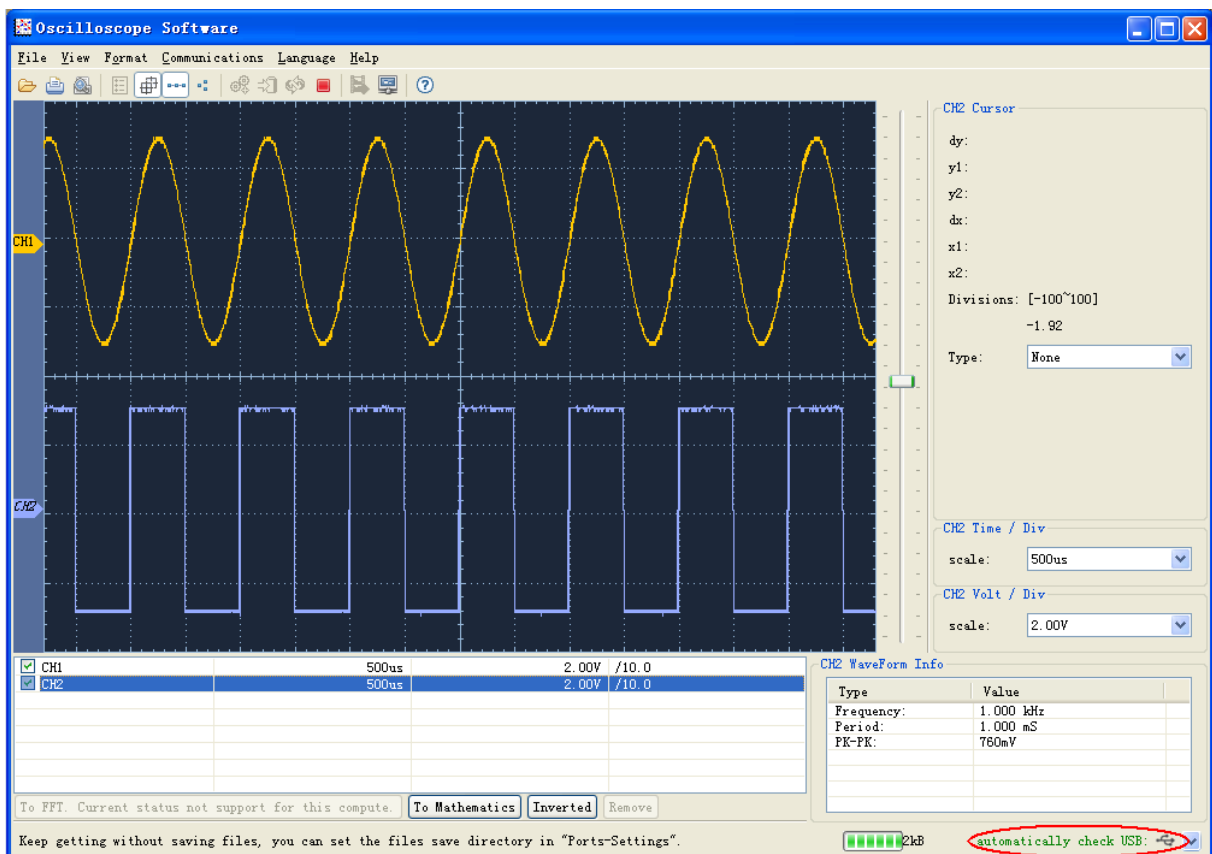 Oscilloscope Software
File View Format Communications Language Help
CH1
CH2
CH2 Cursor
dy:
y1:
y2:
dx:
x1:
x2:
Divisions: [-100~100]
-1.92
Type: None
CH2 Time / Div
scale: 500us
CH2 Volt / Div
scale: 2.00V
CH1 500us 2.00V /10.0
CH2 500us 2.00V /10.0
To FFT. Current status not support for this compute. To Mathematics Inverted Remove
CH2 WaveForm Info
Type Value
Frequency: 1.000 kHz
Period: 1.000 mS
PK-PK: 760mV
Keep getting without saving files, you can set the files save directory in "Ports-Settings". 2kB automatically check USB: